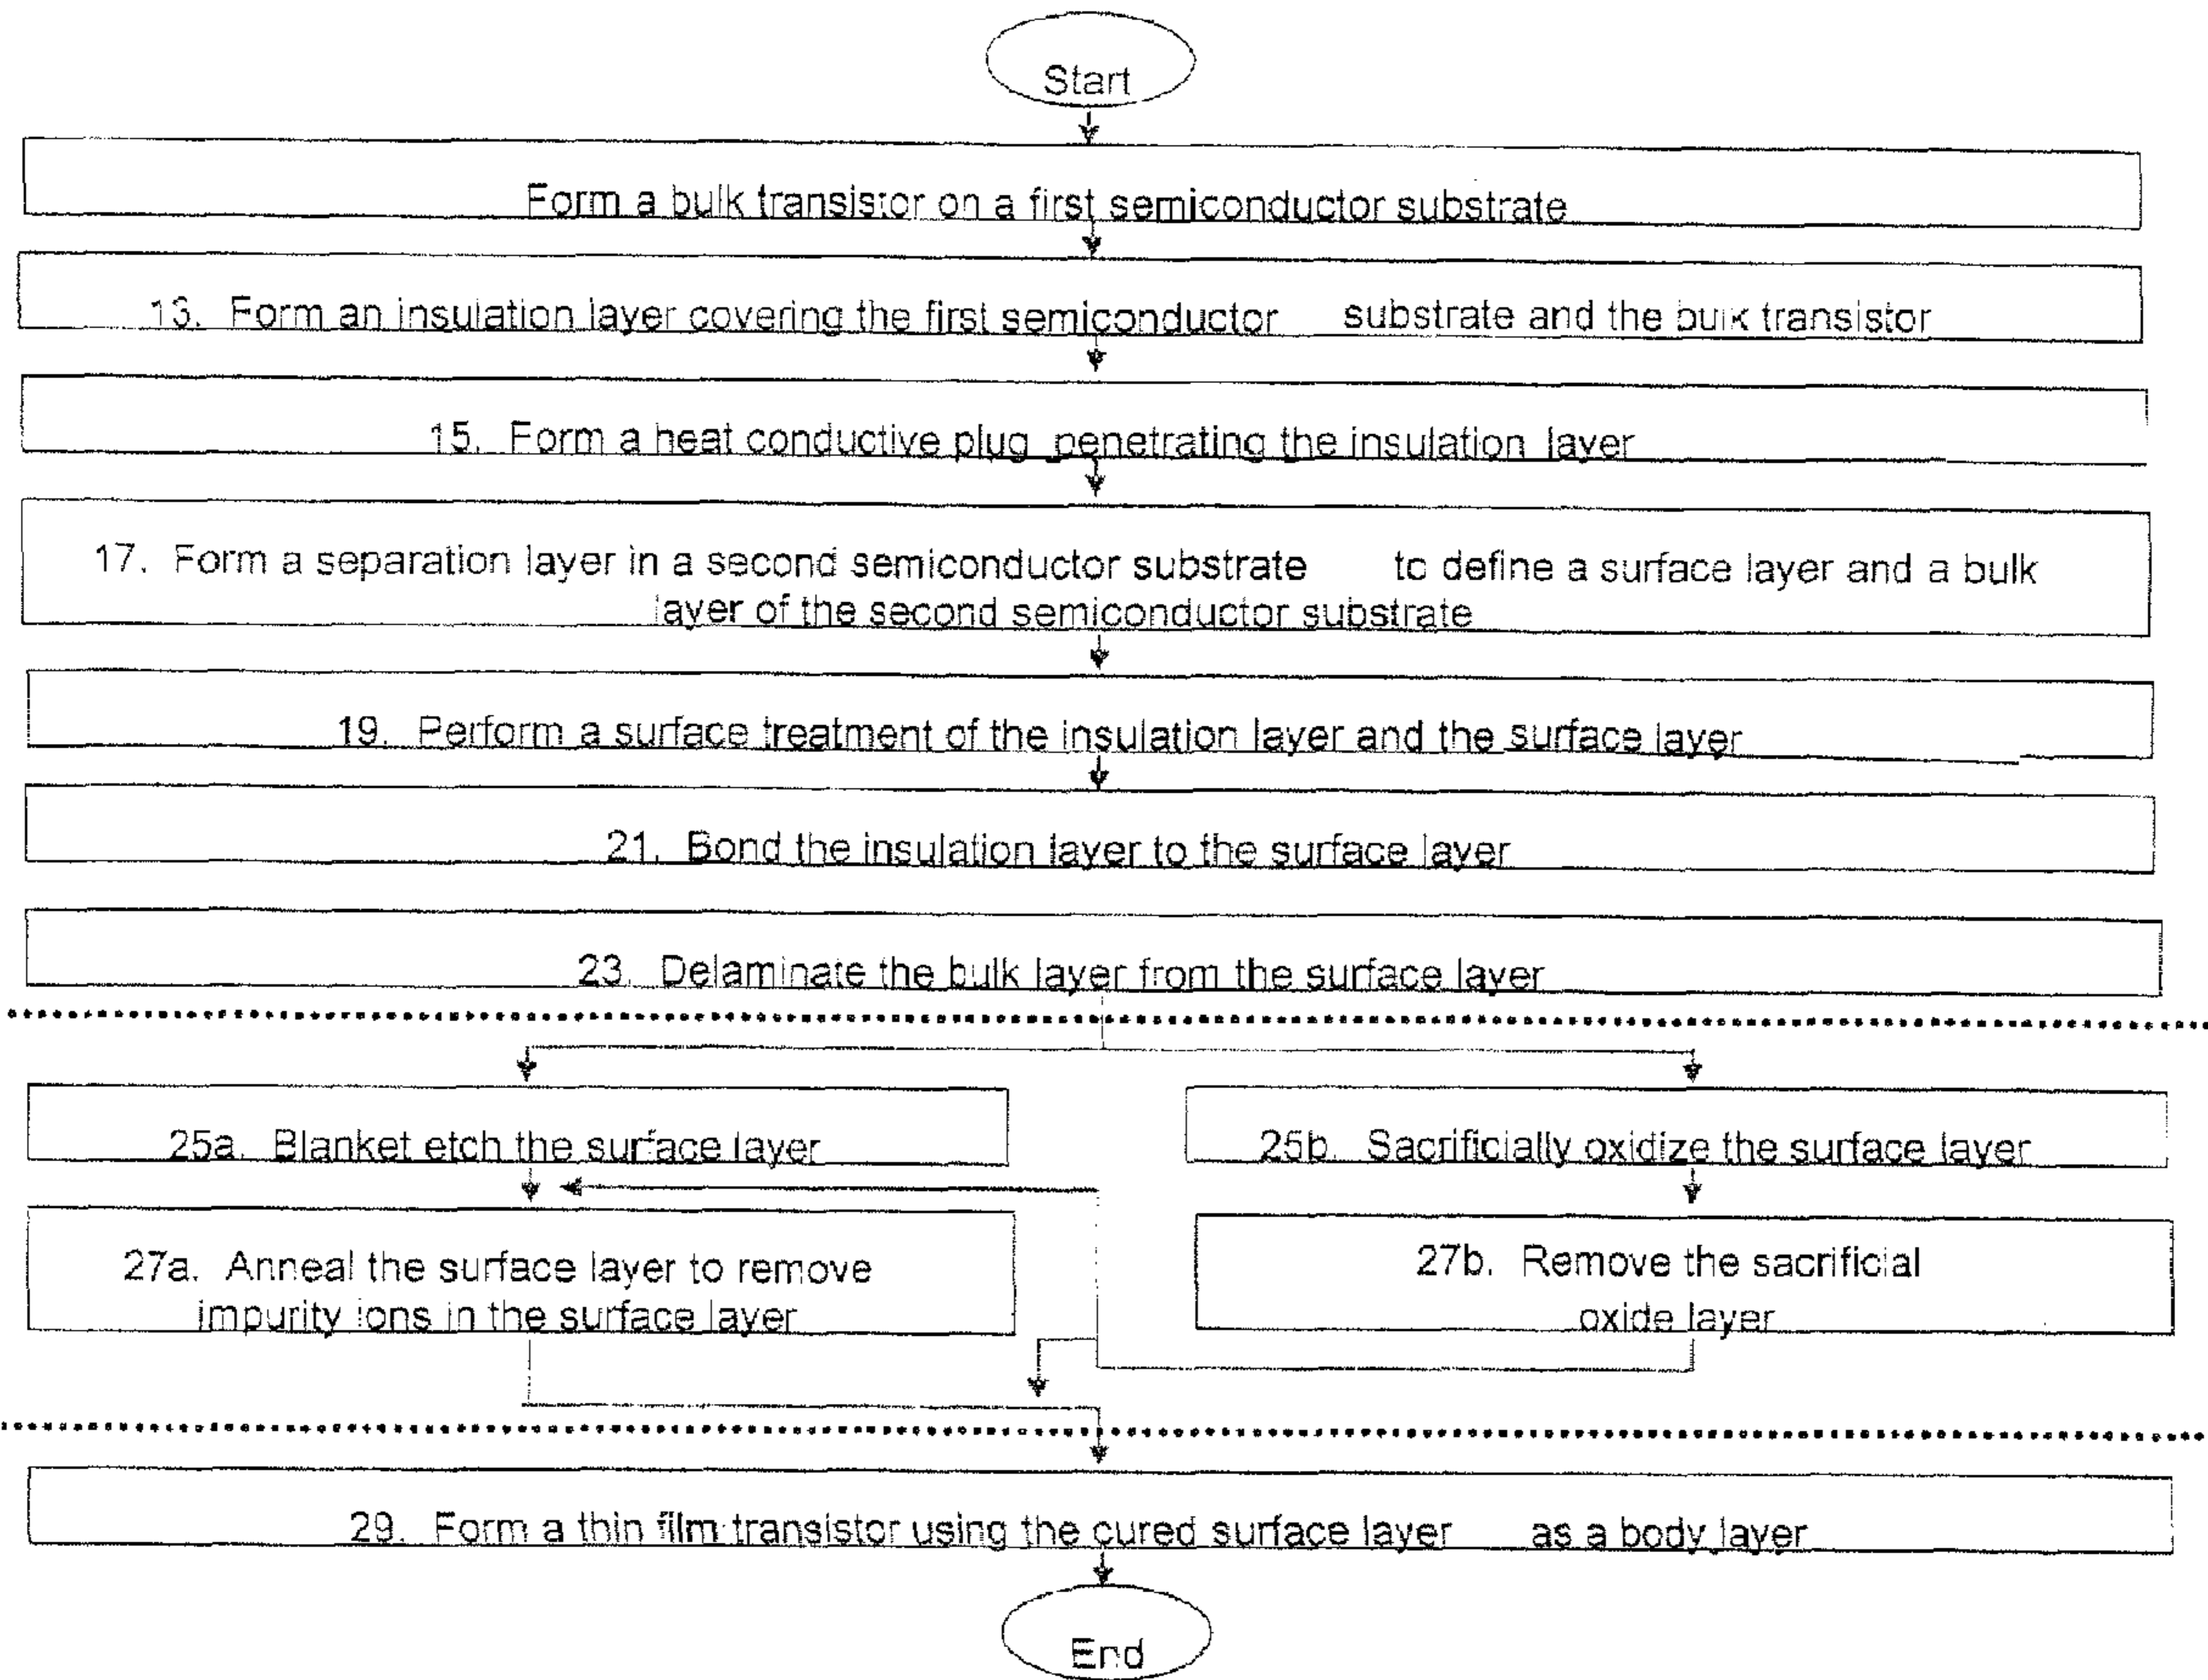 Start
Form a bulk transistor on a first semiconductor substrate
13. Form an insulation layer covering the first semiconductor substrate and the bulk transistor
15. Form a heat conductive plug penetrating the insulation layer
17. Form a separation layer in a second semiconductor substrate to define a surface layer and a bulk
layer of the second semiconductor substrate
19. Perform a surface treatment of the insulation layer and the surface layer
21. Bond the insulation layer to the surface layer
23. Delaminate the bulk layer from the surface layer
25a. Blanket etch the surface layer
25b. Sacrificially oxidize the surface layer
27a. Anneal the surface layer to remove
impurity ions in the surface layer
27b. Remove the sacrificial
oxide layer
29. Form a thin film transistor using the cured surface layer as a body layer
End